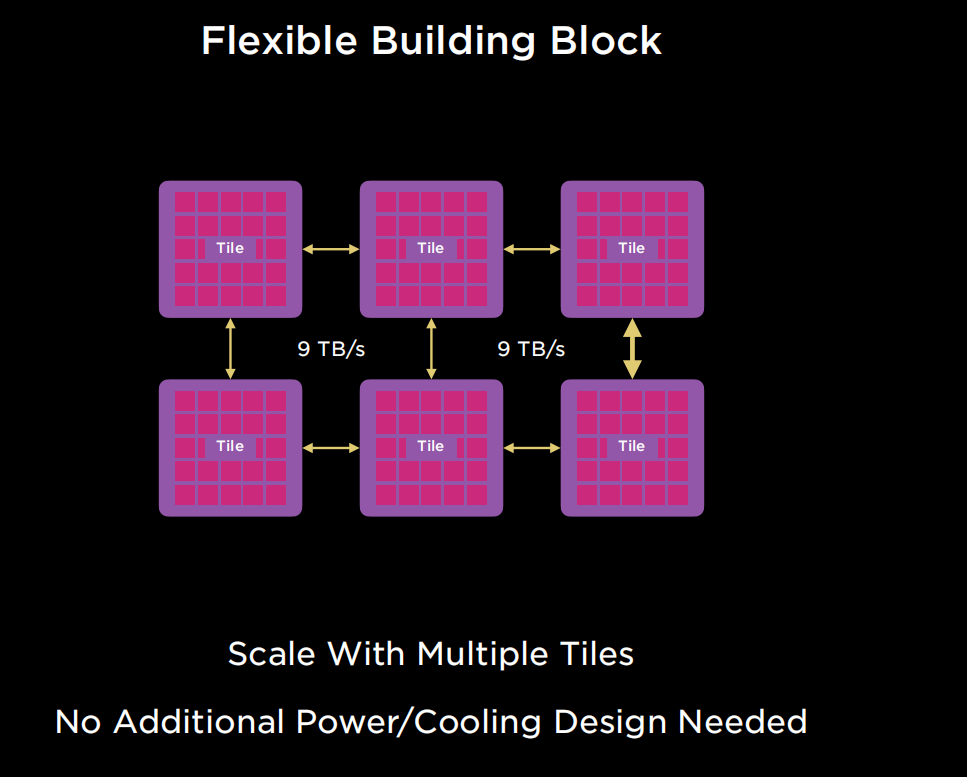 Flexible Building Block
Tile
Tile
Tile
9 TB/s
9 TB/s
Tile
Tile
Tile
Scale With Multiple Tiles
No Additional Power/Cooling Design Needed